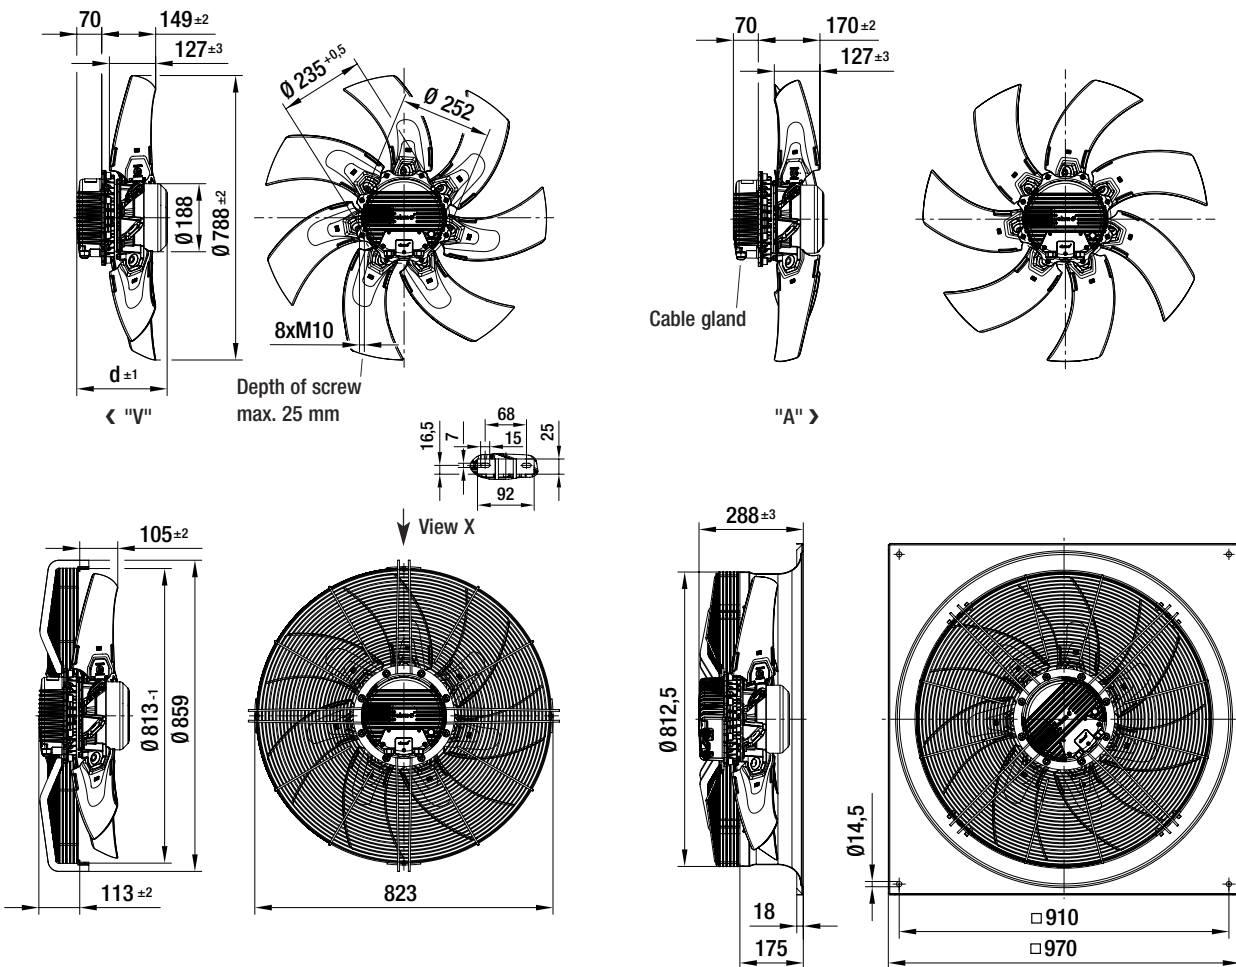 70
149±2
127±3
Ø 235+0,5
Ø 252
Ø 188
Ø 788±2
8xM10
Depth of screw
max. 25 mm
d±1
❮ "V"
70
170±2
127±3
Cable gland
"A" ❯
68
16,5
7
15
25
92
View X
105±2
Ø 813-1
Ø 859
113 ±2
823
288±3
Ø 812,5
18
175
Ø14,5
□ 910
□ 970